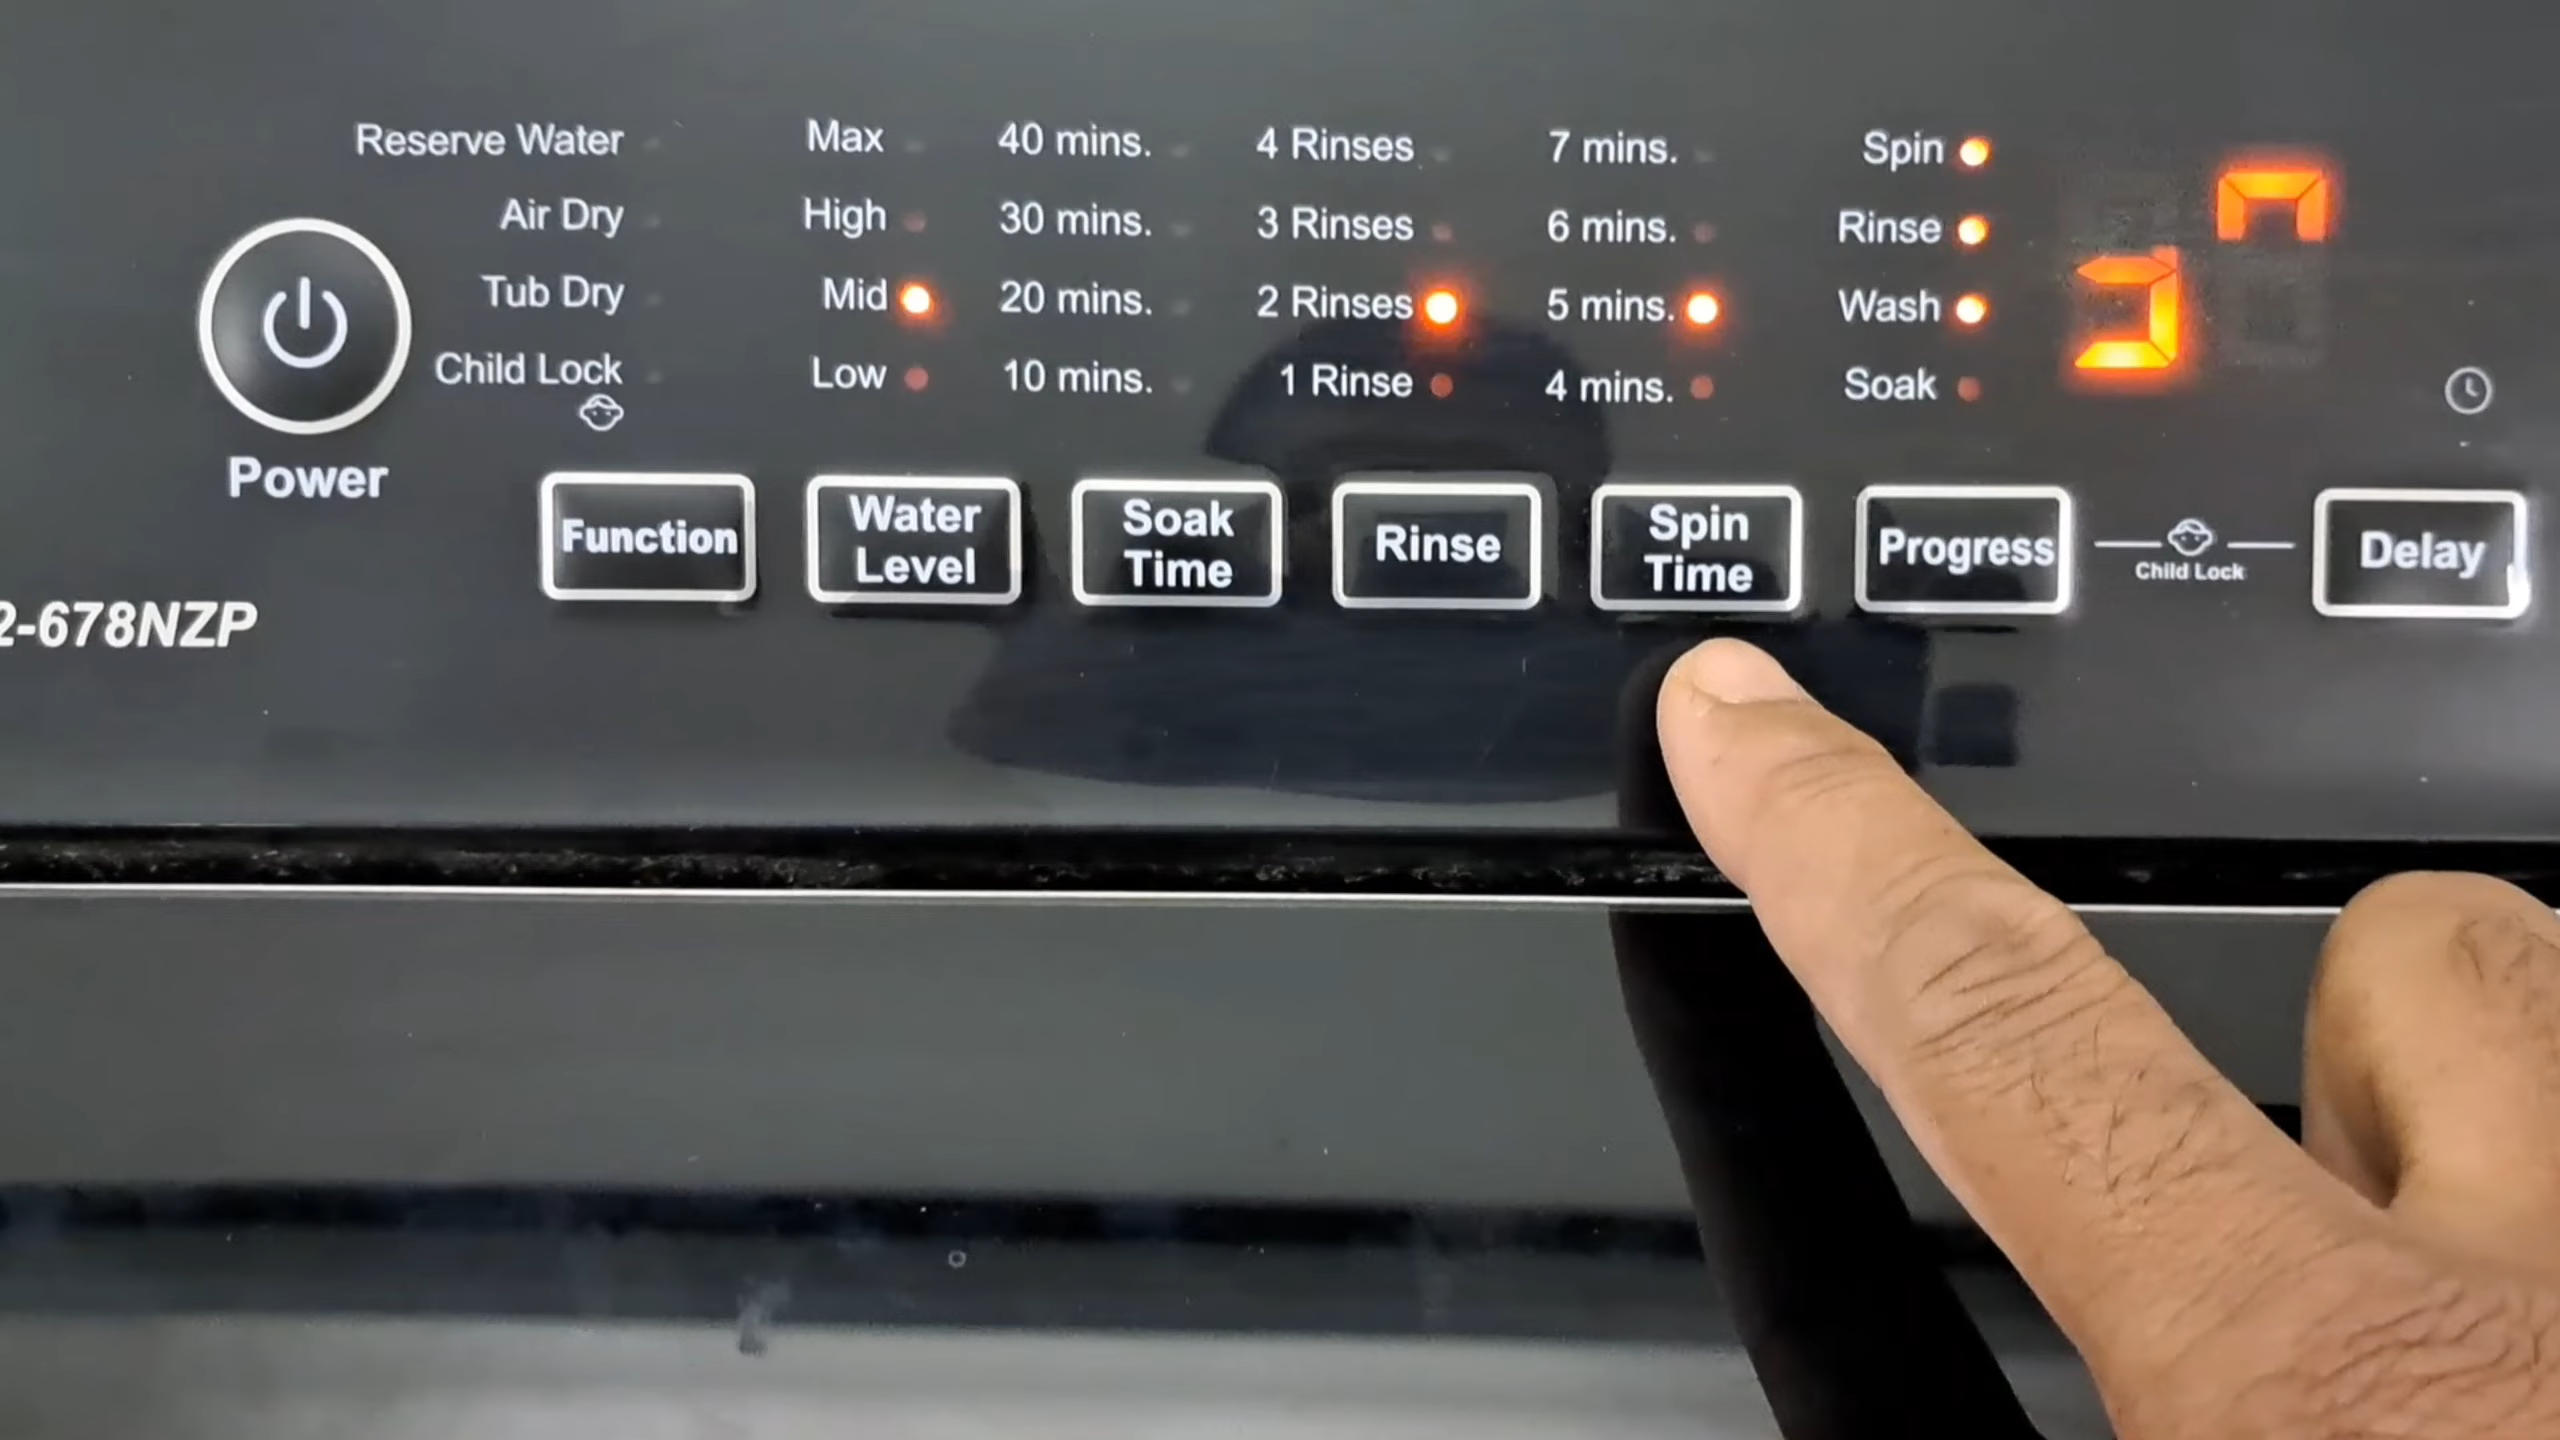 Reserve Water
Air Dry
Tub Dry
Child Lock
Max
High
Mid
Low
40 mins.
30 mins.
20 mins.
10 mins.
4 Rinses
3 Rinses
2 Rinses
1 Rinse
7 mins.
6 mins.
5 mins.
4 mins.
Spin
Rinse
Wash
Soak
Power
Function
Water
Level
Soak
Time
Rinse
Spin
Time
Progress
Child Lock
Delay
2-678NZP